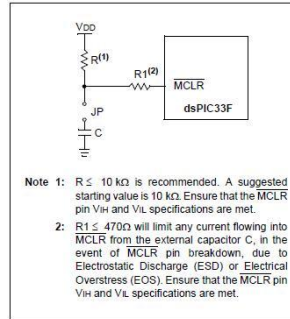 VDD
R(1)
R1(2)
MCLR
dsPIC33F
JP
C
Note 1: R ≤ 10 kΩ is recommended. A suggested
starting value is 10 kΩ. Ensure that the MCLR
pin VIH and VIL specifications are met.
2: R1 ≤ 470Ω will limit any current flowing into
MCLR from the external capacitor C, in the
event of MCLR pin breakdown, due to
Electrostatic Discharge (ESD) or Electrical
Overstress (EOS). Ensure that the MCLR pin
VIH and VIL specifications are met.